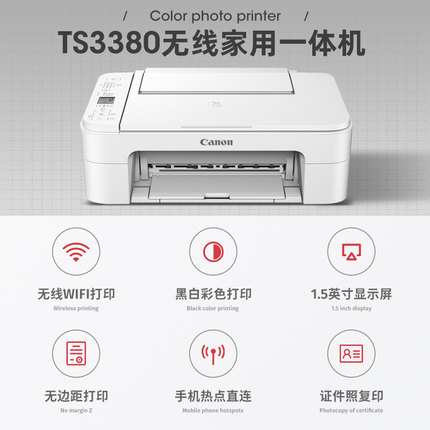 Color photo printer
TS3380无线家用一体机
Canon
无线WIFI打印
Wireless printing
黑白彩色打印
Black color printing
1.5英寸显示屏
1.5 inch display
无边距打印
No margin Z
手机热点直连
Mobile phone hotspots
证件照复印
Photocopy of certificate